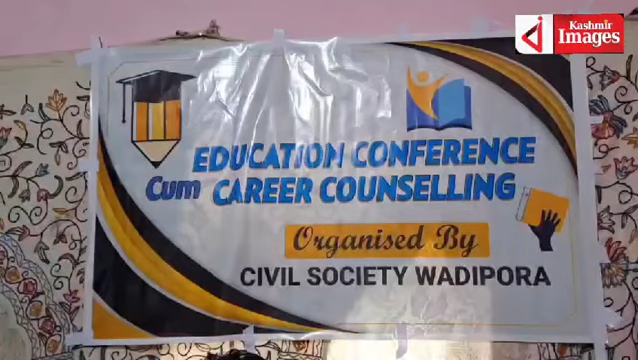 Kashmir
Images
EDUCATION CONFERENCE
Cum CAREER COUNSELLING
Organised By
CIVIL SOCIETY WADIPORA